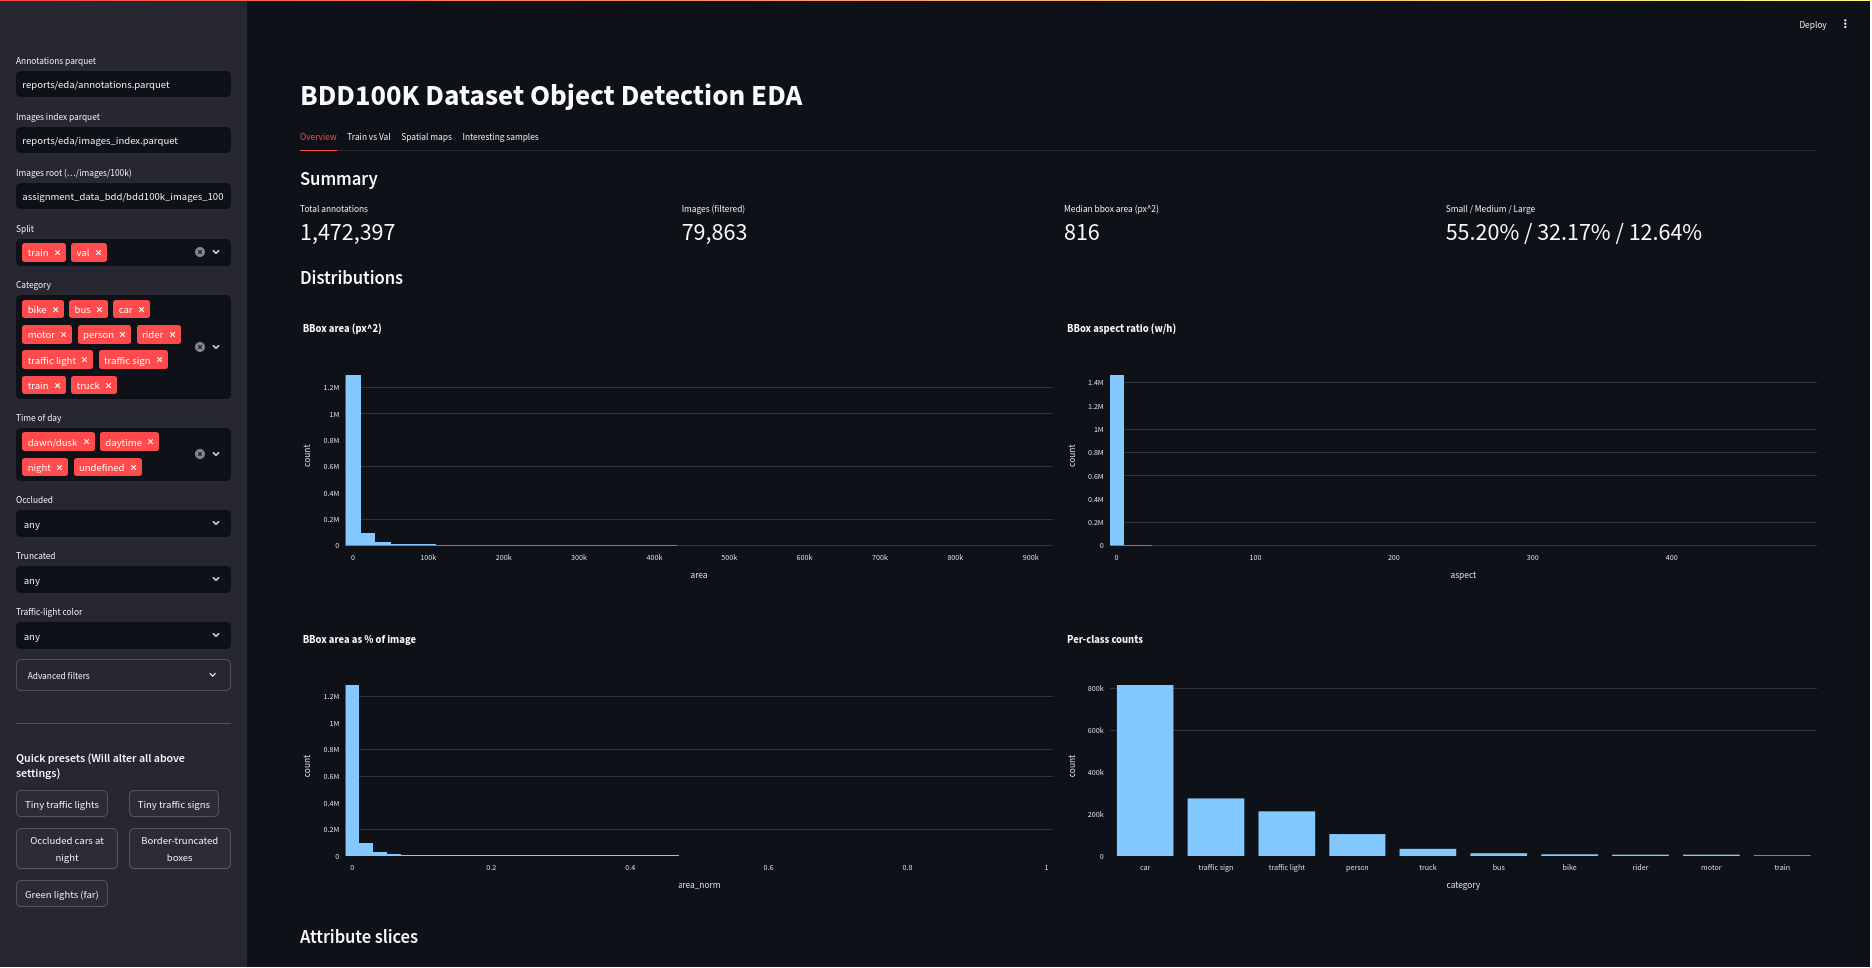 Deploy
Annotations parquet
reports/eda/annotations.parquet
Images index parquet
reports/eda/images_index.parquet
Images root (.../images/100k)
assignment_data_bdd/bdd100k_images_100
Split
train × val ×
Category
bike × bus × car ×
motor × person × rider ×
traffic light × traffic sign ×
train × truck ×
Time of day
dawn/dusk × daytime ×
night × undefined ×
Occluded
any
Truncated
any
Traffic-light color
any
Advanced filters
Quick presets (Will alter all above
settings)
Tiny traffic lights
Tiny traffic signs
Occluded cars at
night
Border-truncated
boxes
Green lights (far)
BDD100K Dataset Object Detection EDA
Overview Train vs Val Spatial maps Interesting samples
Summary
Total annotations
1,472,397
Images (filtered)
79,863
Median bbox area (px^2)
816
Small / Medium / Large
55.20% / 32.17% / 12.64%
Distributions
BBox area (px^2)
1.2M
1M
0.8M
0.6M
0.4M
0.2M
0
count
0 100k 200k 300k 400k 500k 600k 700k 800k 900k
area
BBox aspect ratio (w/h)
1.4M
1.2M
1M
0.8M
0.6M
0.4M
0.2M
0
count
0 100 200 300 400
aspect
BBox area as % of image
1.2M
1M
0.8M
0.6M
0.4M
0.2M
0
count
0 0.2 0.4 0.6 0.8 1
area_norm
Per-class counts
800k
600k
400k
200k
0
count
car traffic sign traffic light person truck bus bike rider motor train
category
Attribute slices